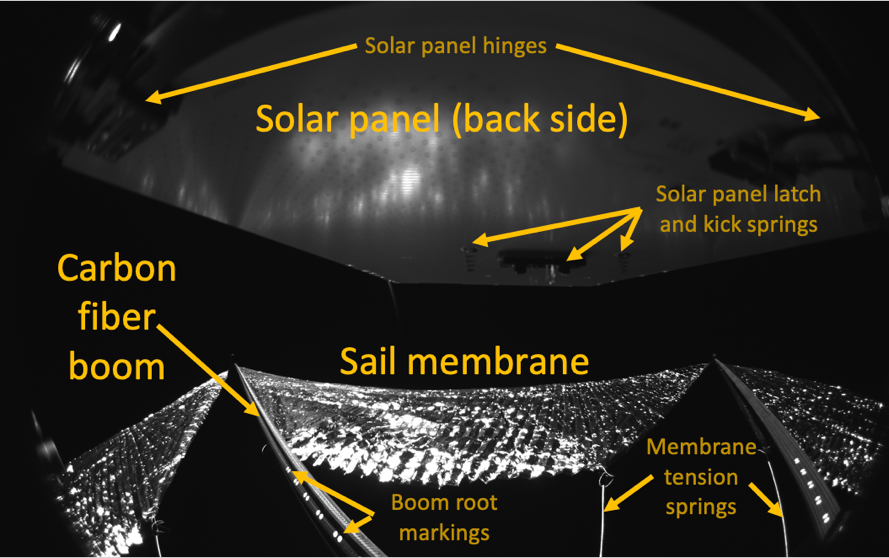 Solar panel hinges
Solar panel (back side)
Solar panel latch
and kick springs
Carbon
fiber
boom
Sail membrane
Membrane
tension
springs
Boom root
markings